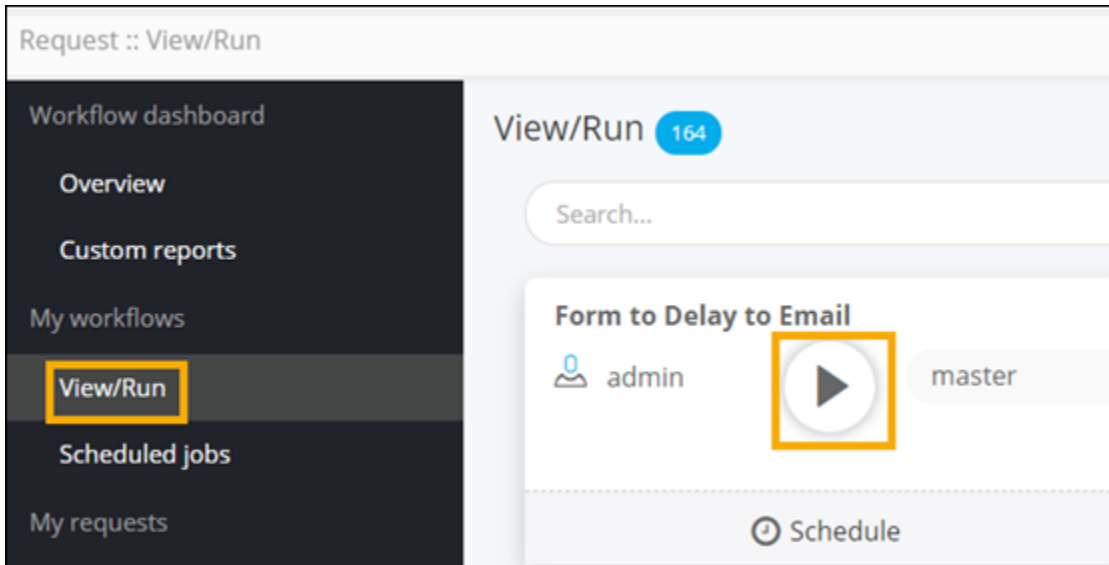 Request :: View/Run
Workflow dashboard
Overview
Custom reports
My workflows
View/Run
Scheduled jobs
My requests
View/Run 164
Search...
Form to Delay to Email
admin
master
Schedule